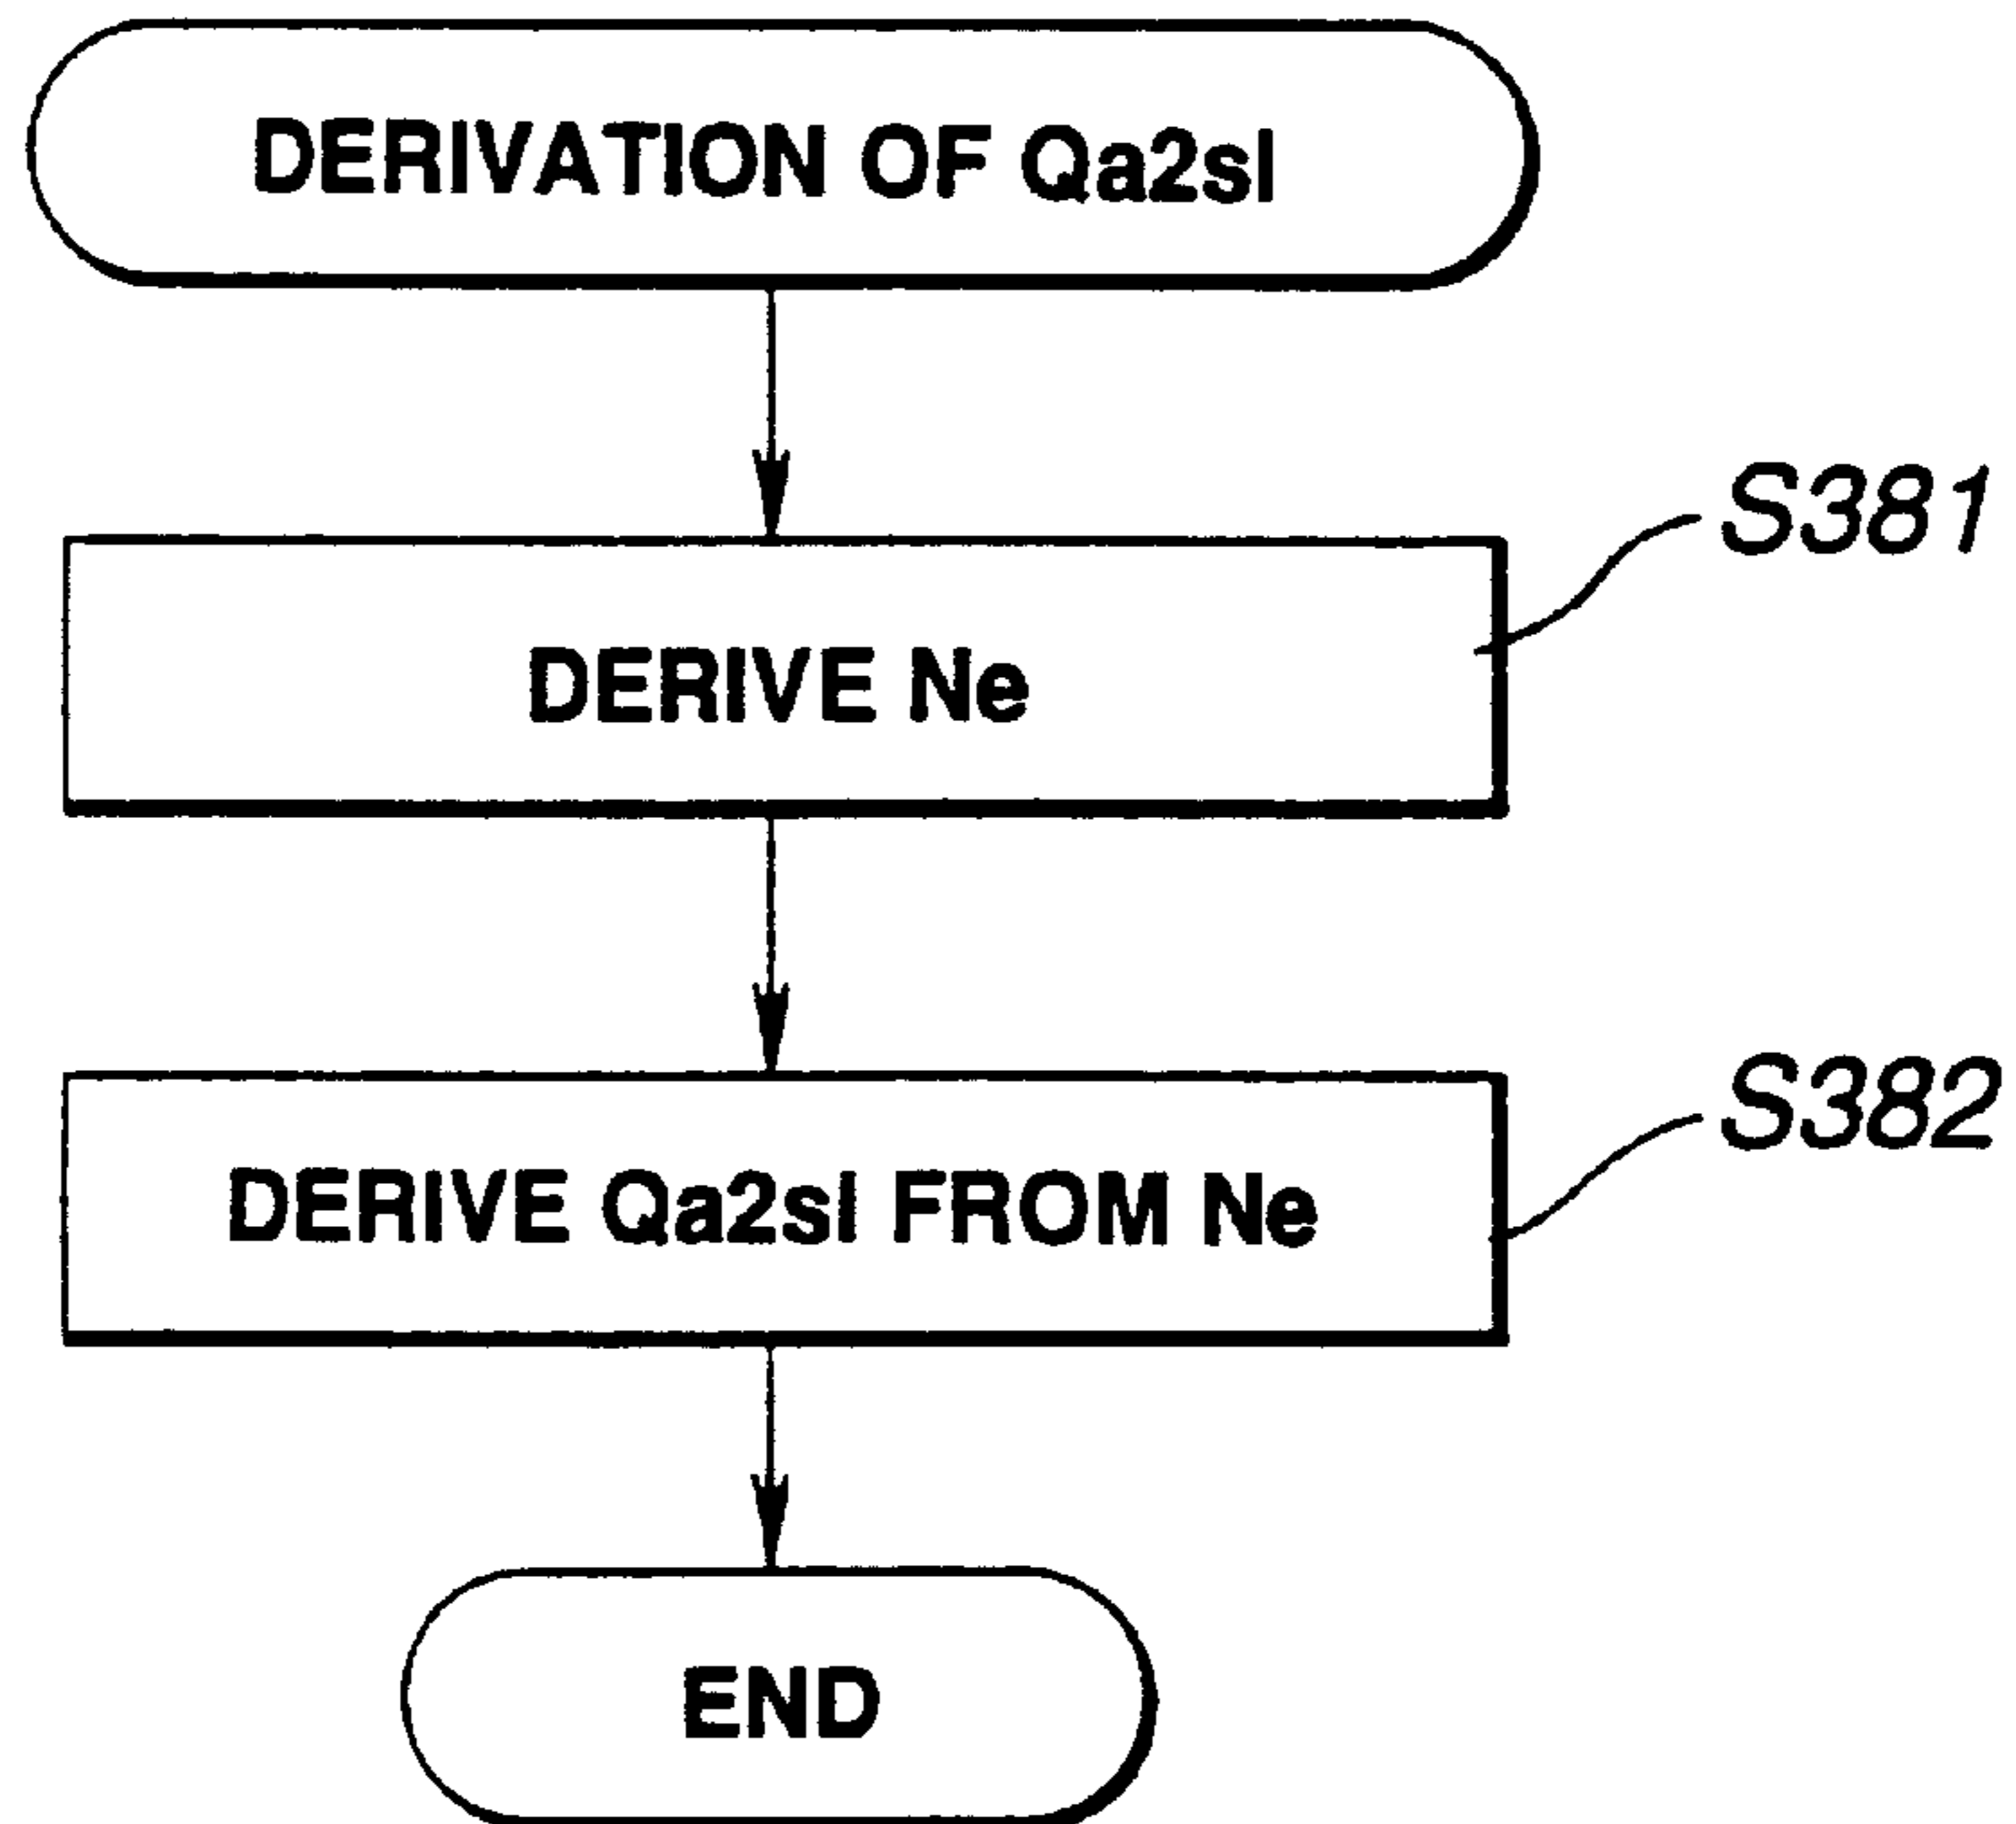 DERIVATION OF Qa2sl
DERIVE Ne
S381
DERIVE Qa2sl FROM Ne
S382
END